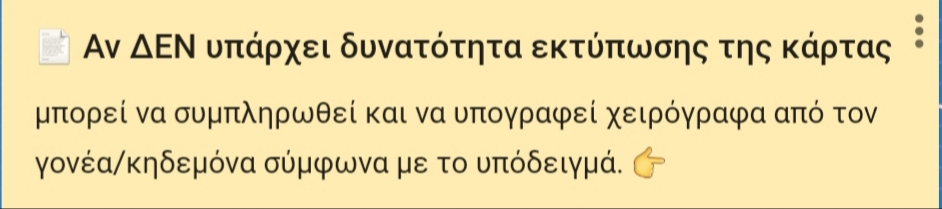 📄 Αν ΔΕΝ υπάρχει δυνατότητα εκτύπωσης της κάρτας
μπορεί να συμπληρωθεί και να υπογραφεί χειρόγραφα από τον
γονέα/κηδεμόνα σύμφωνα με το υπόδειγμά. 👉